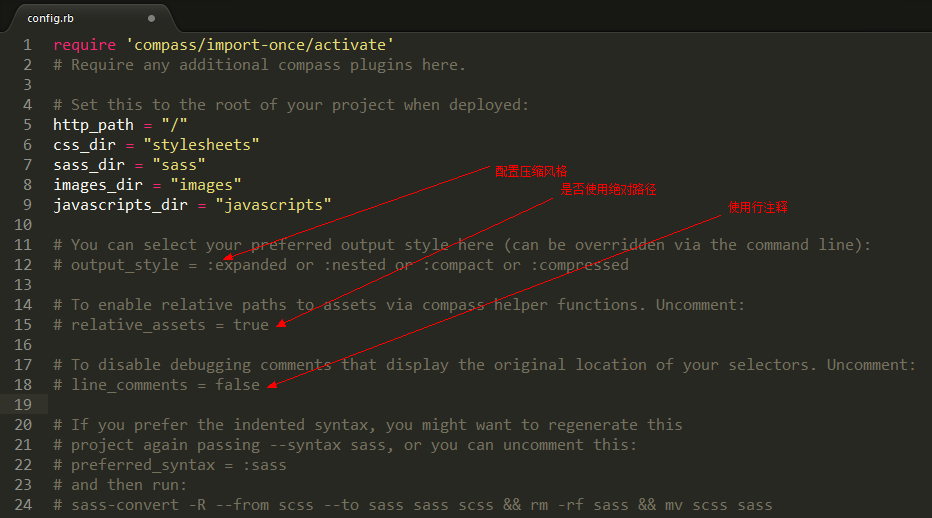 config.rb
1 require 'compass/import-once/activate'
2 # Require any additional compass plugins here.
3
4 # Set this to the root of your project when deployed:
5 http_path = "/"
6 css_dir = "stylesheets"
7 sass_dir = "sass"
配置压缩风格
8 images_dir = "images"
是否使用绝对路径
9 javascripts_dir = "javascripts"
使用行注释
10
11 # You can select your preferred output style here (can be overridden via the command line):
12 # output_style = :expanded or :nested or :compact or :compressed
13
14 # To enable relative paths to assets via compass helper functions. Uncomment:
15 # relative_assets = true
16
17 # To disable debugging comments that display the original location of your selectors. Uncomment:
18 # line_comments = false
19
20 # If you prefer the indented syntax, you might want to regenerate this
21 # project again passing --syntax sass, or you can uncomment this:
22 # preferred_syntax = :sass
23 # and then run:
24 # sass-convert -R --from scss --to sass sass scss && rm -rf sass && mv scss sass